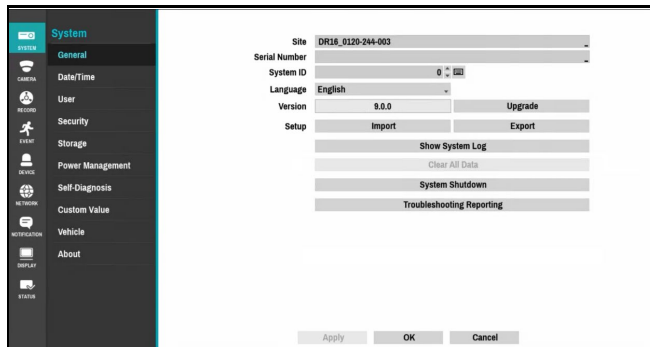 SYSTEM
CAMERA
RECORD
EVENT
DEVICE
NETWORK
NOTIFICATION
DISPLAY
STATUS
System
General
Date/Time
User
Security
Storage
Power Management
Self-Diagnosis
Custom Value
Vehicle
About
Site DR16_0120-244-003
Serial Number
System ID 0
Language English
Version 9.0.0 Upgrade
Setup Import Export
Show System Log
Clear All Data
System Shutdown
Troubleshooting Reporting
Apply OK Cancel